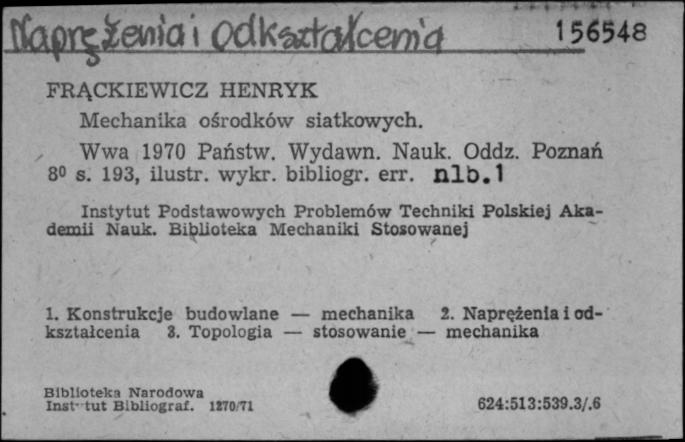 Naprężenia i odkształcenia 156548
FRĄCKIEWICZ HENRYK
Mechanika ośrodków siatkowych.
Wwa 1970 Państw. Wydawn. Nauk. Oddz. Poznań
8⁰ s. 193, ilustr. wykr. bibliogr. err. nlb.1
Instytut Podstawowych Problemów Techniki Polskiej Aka-
demii Nauk. Biblioteka Mechaniki Stosowanej
1. Konstrukcje budowlane — mechanika 2. Naprężenia i od-
kształcenia 3. Topologia — stosowanie — mechanika
Biblioteka Narodowa
Inst tut Bibliograf. 1270/71 624:513:539.3/.6